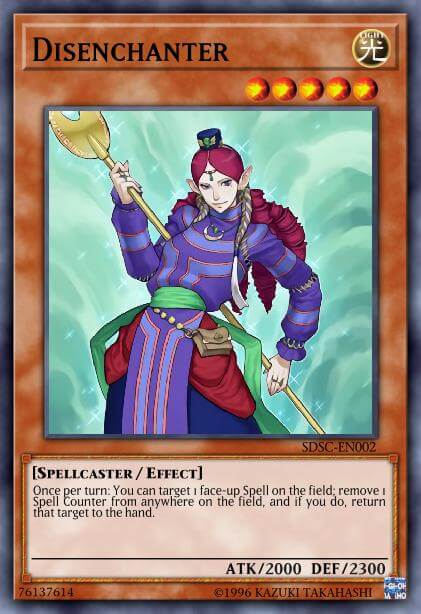 DISENCHANTER
LIGHT
光
SDSC-EN002
[SPELLCASTER / EFFECT]
Once per turn: You can target 1 face-up Spell on the field; remove 1
Spell Counter from anywhere on the field, and if you do, return
that target to the hand.
ATK/2000 DEF/2300
76137614
©1996 KAZUKI TAKAHASHI